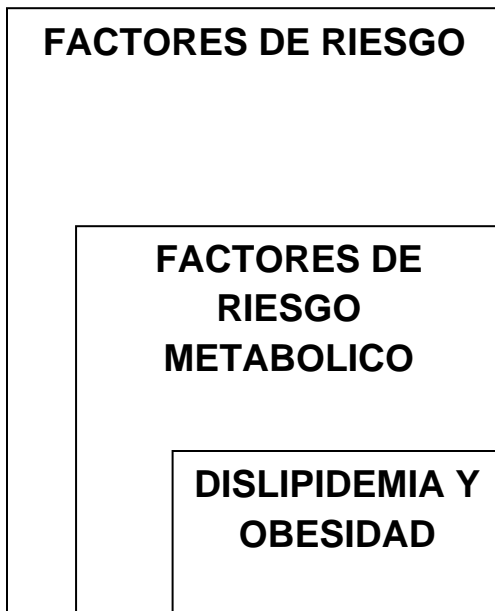 FACTORES DE RIESGO
FACTORES DE
RIESGO
METABOLICO
DISLIPIDEMIA Y
OBESIDAD